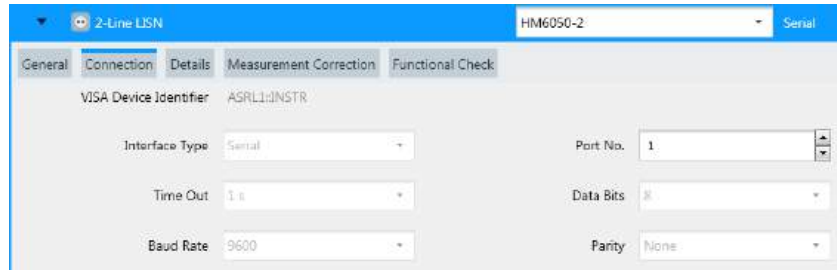 2-Line LISN HM6050-2 Serial
General Connection Details Measurement Correction Functional Check
VISA Device Identifier ASRL1::INSTR
Interface Type Serial Port No. 1
Time Out 1 s Data Bits 8
Baud Rate 9600 Parity None